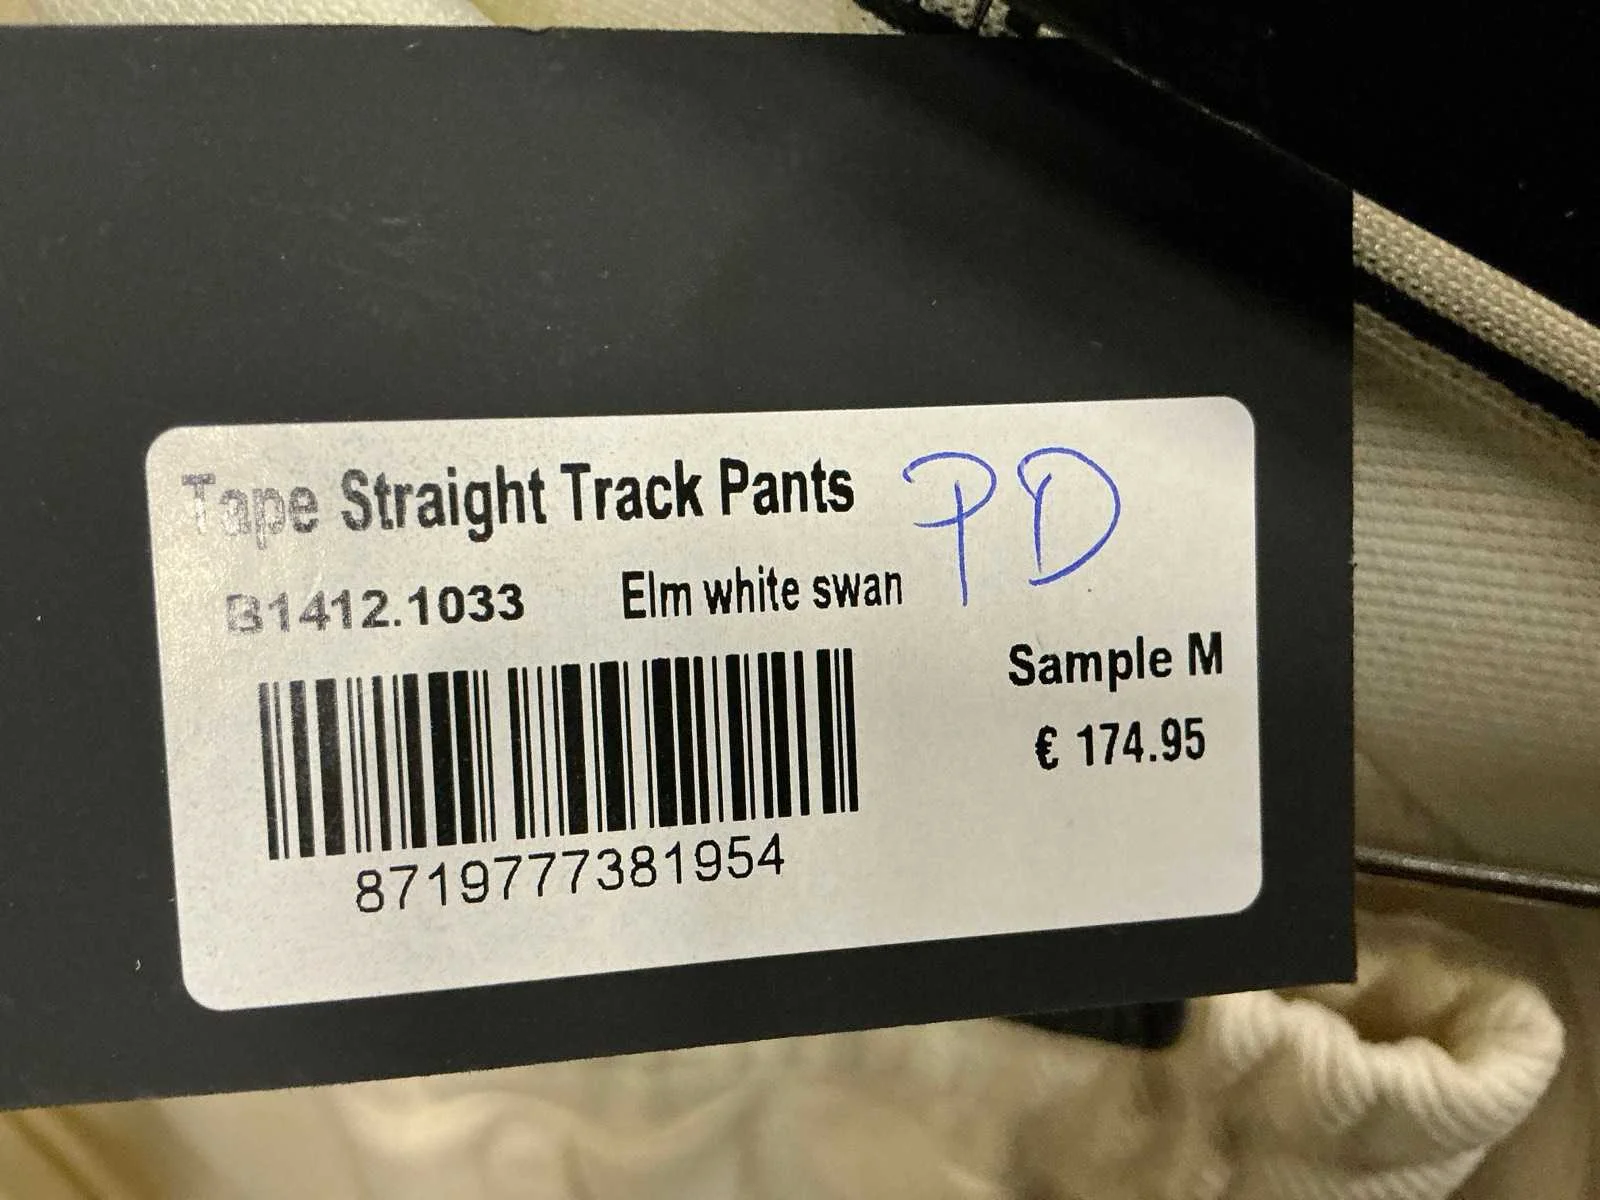 Tape Straight Track Pants PD
B1412.1033 Elm white swan
Sample M
€ 174.95
8719777381954